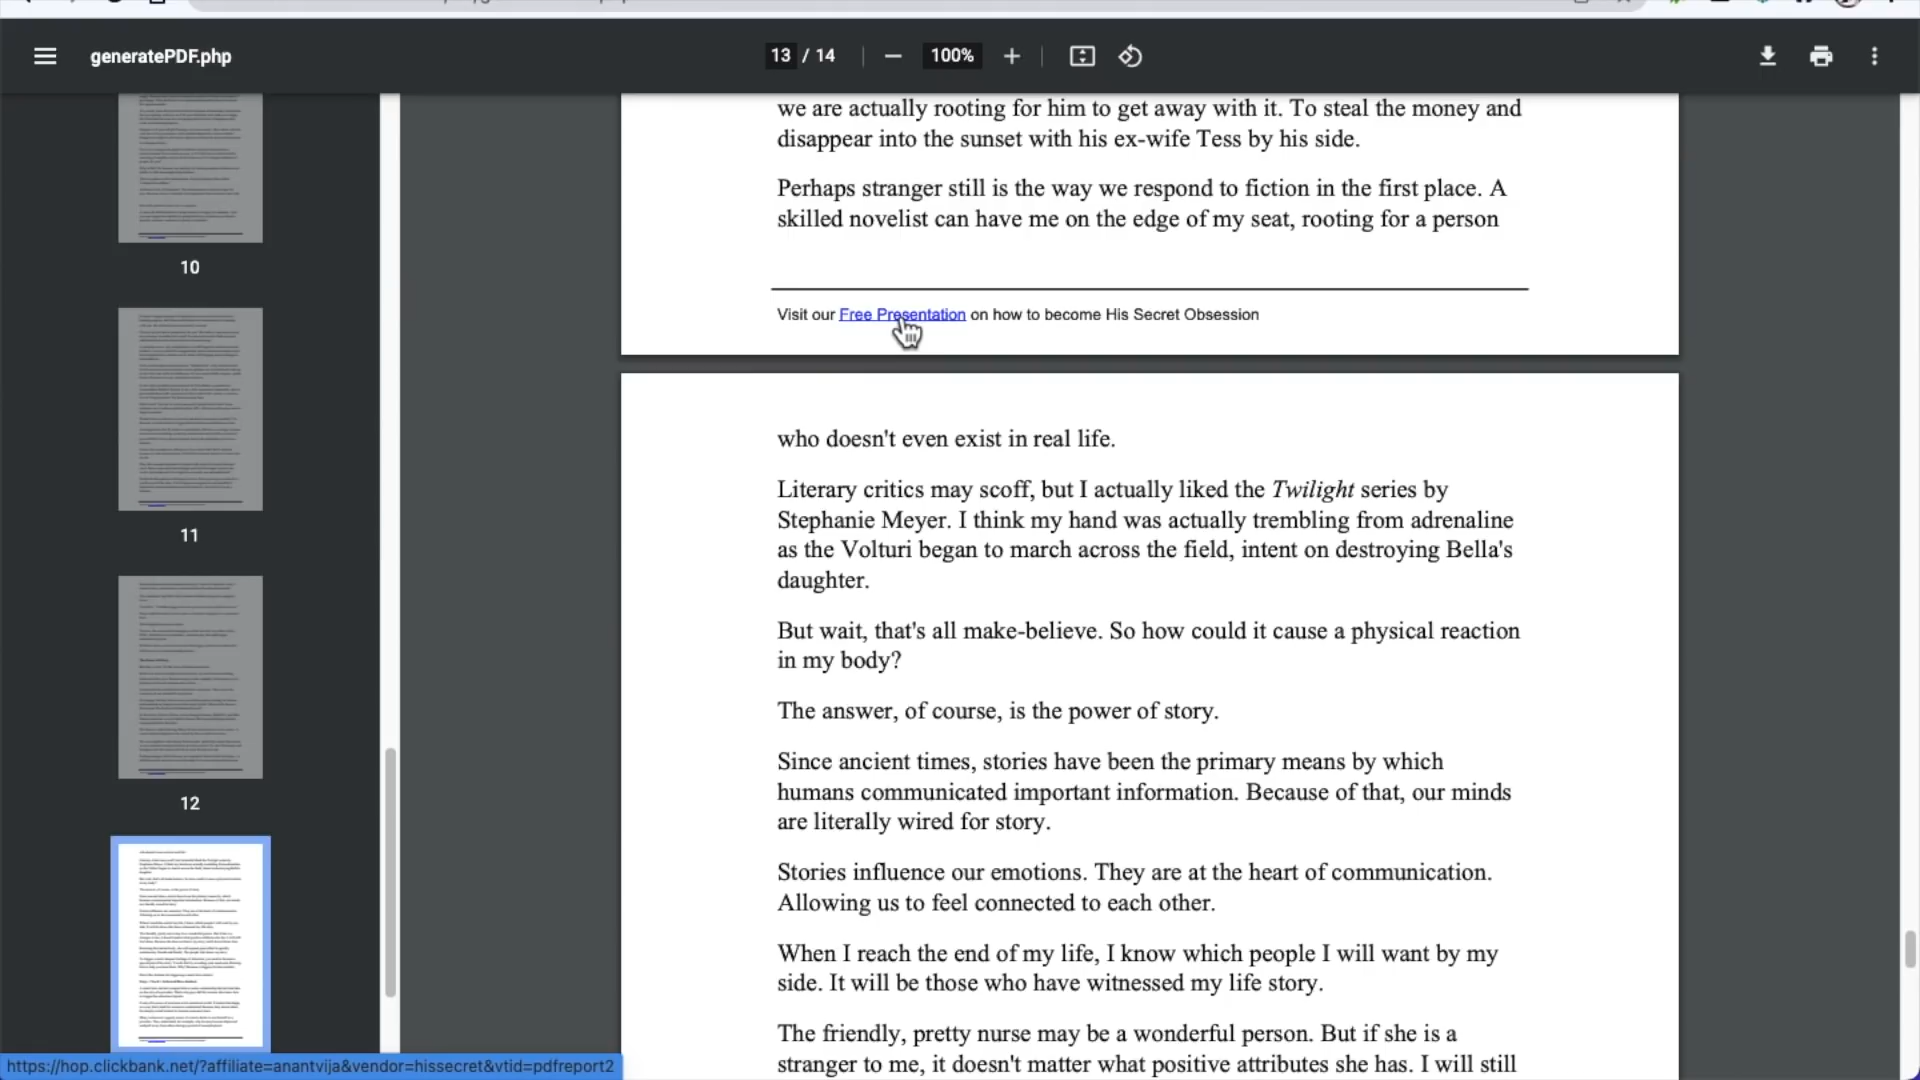 generatePDF.php
13 / 14
100%
10
11
12
we are actually rooting for him to get away with it. To steal the money and
disappear into the sunset with his ex-wife Tess by his side.
Perhaps stranger still is the way we respond to fiction in the first place. A
skilled novelist can have me on the edge of my seat, rooting for a person
Visit our Free Presentation on how to become His Secret Obsession
who doesn't even exist in real life.
Literary critics may scoff, but I actually liked the Twilight series by
Stephanie Meyer. I think my hand was actually trembling from adrenaline
as the Volturi began to march across the field, intent on destroying Bella's
daughter.
But wait, that's all make-believe. So how could it cause a physical reaction
in my body?
The answer, of course, is the power of story.
Since ancient times, stories have been the primary means by which
humans communicated important information. Because of that, our minds
are literally wired for story.
Stories influence our emotions. They are at the heart of communication.
Allowing us to feel connected to each other.
When I reach the end of my life, I know which people I will want by my
side. It will be those who have witnessed my life story.
The friendly, pretty nurse may be a wonderful person. But if she is a
stranger to me, it doesn't matter what positive attributes she has. I will still
https://hop.clickbank.net/?affiliate=anantvija&vendor=hissecret&vtid=pdfreport2